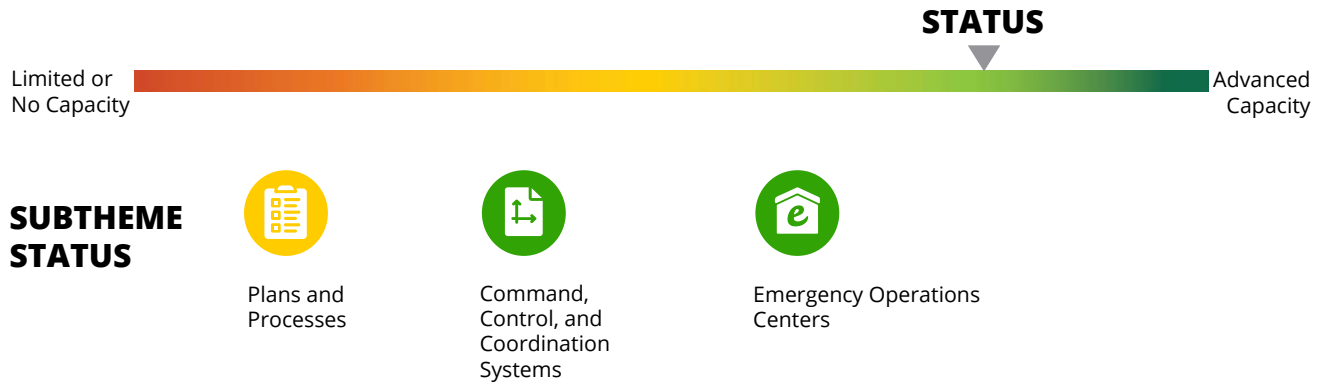 STATUS
Limited or
No Capacity
Advanced
Capacity
SUBTHEME
STATUS
e
Plans and
Processes
Command,
Control, and
Coordination
Systems
Emergency Operations
Centers